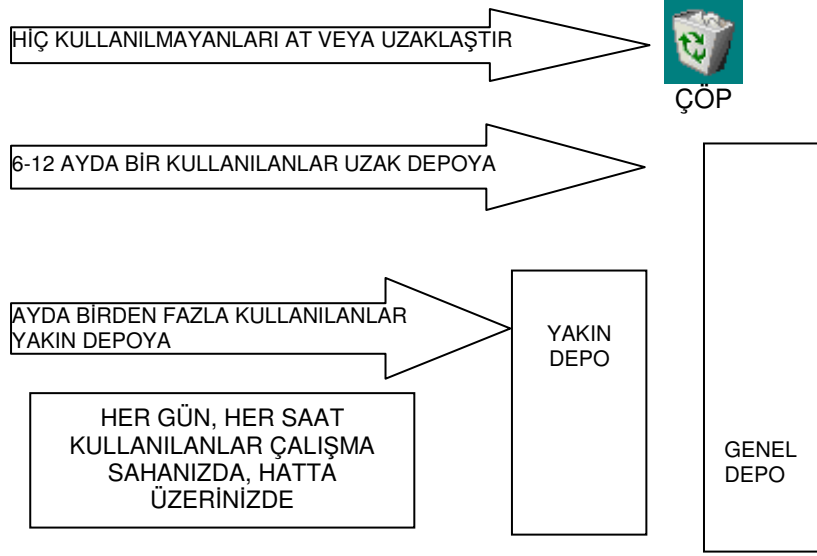 HİÇ KULLANILMAYANLARI AT VEYA UZAKLAŞTIR
ÇÖP
6-12 AYDA BİR KULLANILANLAR UZAK DEPOYA
AYDA BİRDEN FAZLA KULLANILANLAR
YAKIN DEPOYA
YAKIN
DEPO
HER GÜN, HER SAAT
KULLANILANLAR ÇALIŞMA
SAHANIZDA, HATTA
ÜZERİNİZDE
GENEL
DEPO